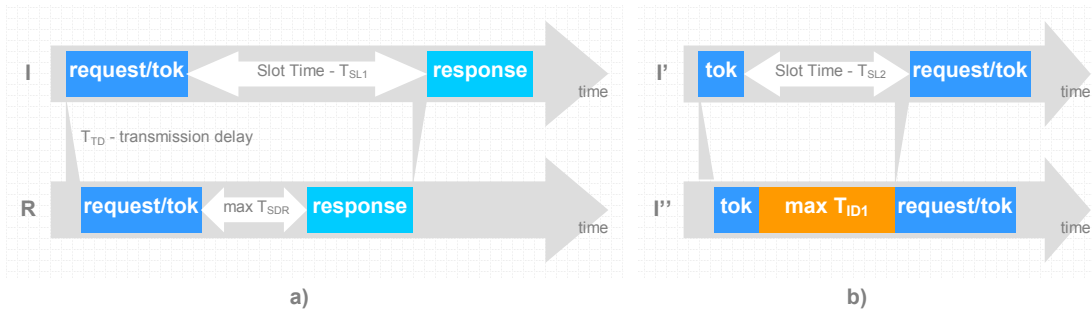 I
request/tok
Slot Time - TSL1
response
time
TTD - transmission delay
R
request/tok
max TSDR
response
time
a)
I’
tok
Slot Time - TSL2
request/tok
time
I’’
tok
max TID1
request/tok
time
b)